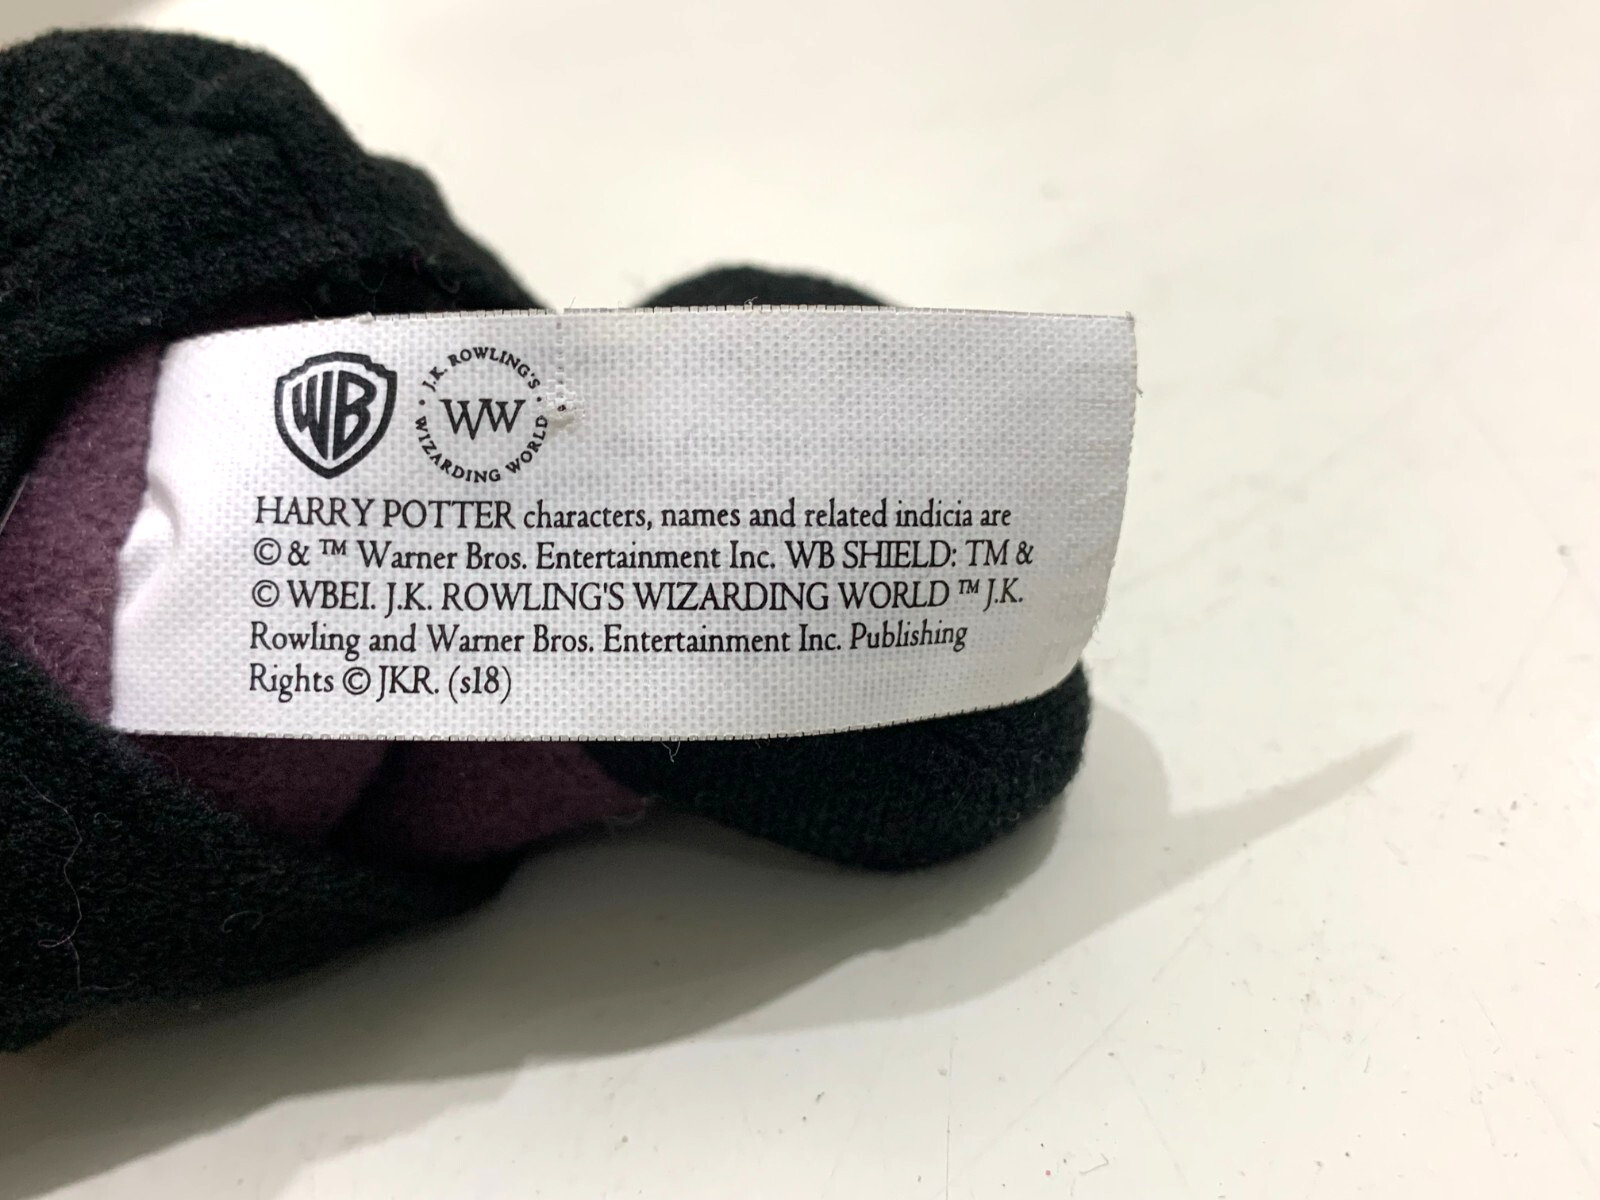 WB
J.K. ROWLING'S
WW
WIZARDING WORLD
HARRY POTTER characters, names and related indicia are
© & ™ Warner Bros. Entertainment Inc. WB SHIELD: TM &
© WBEI. J.K. ROWLING'S WIZARDING WORLD ™ J.K.
Rowling and Warner Bros. Entertainment Inc. Publishing
Rights © JKR. (s18)